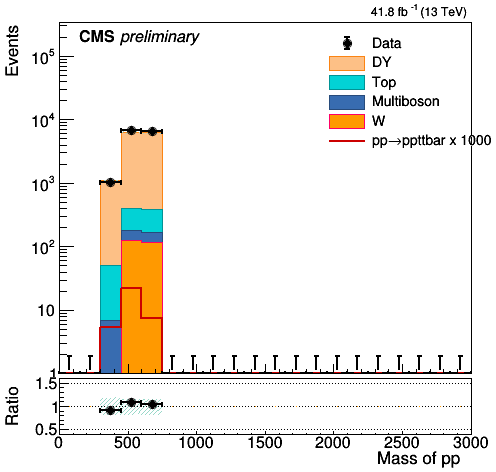 41.8 fb⁻¹ (13 TeV)
CMS preliminary
Events
Data
DY
Top
Multiboson
W
pp→ppttbar x 1000
10⁵
10⁴
10³
10²
10
1
Ratio
1.5
1
0.5
0 500 1000 1500 2000 2500 3000
Mass of pp